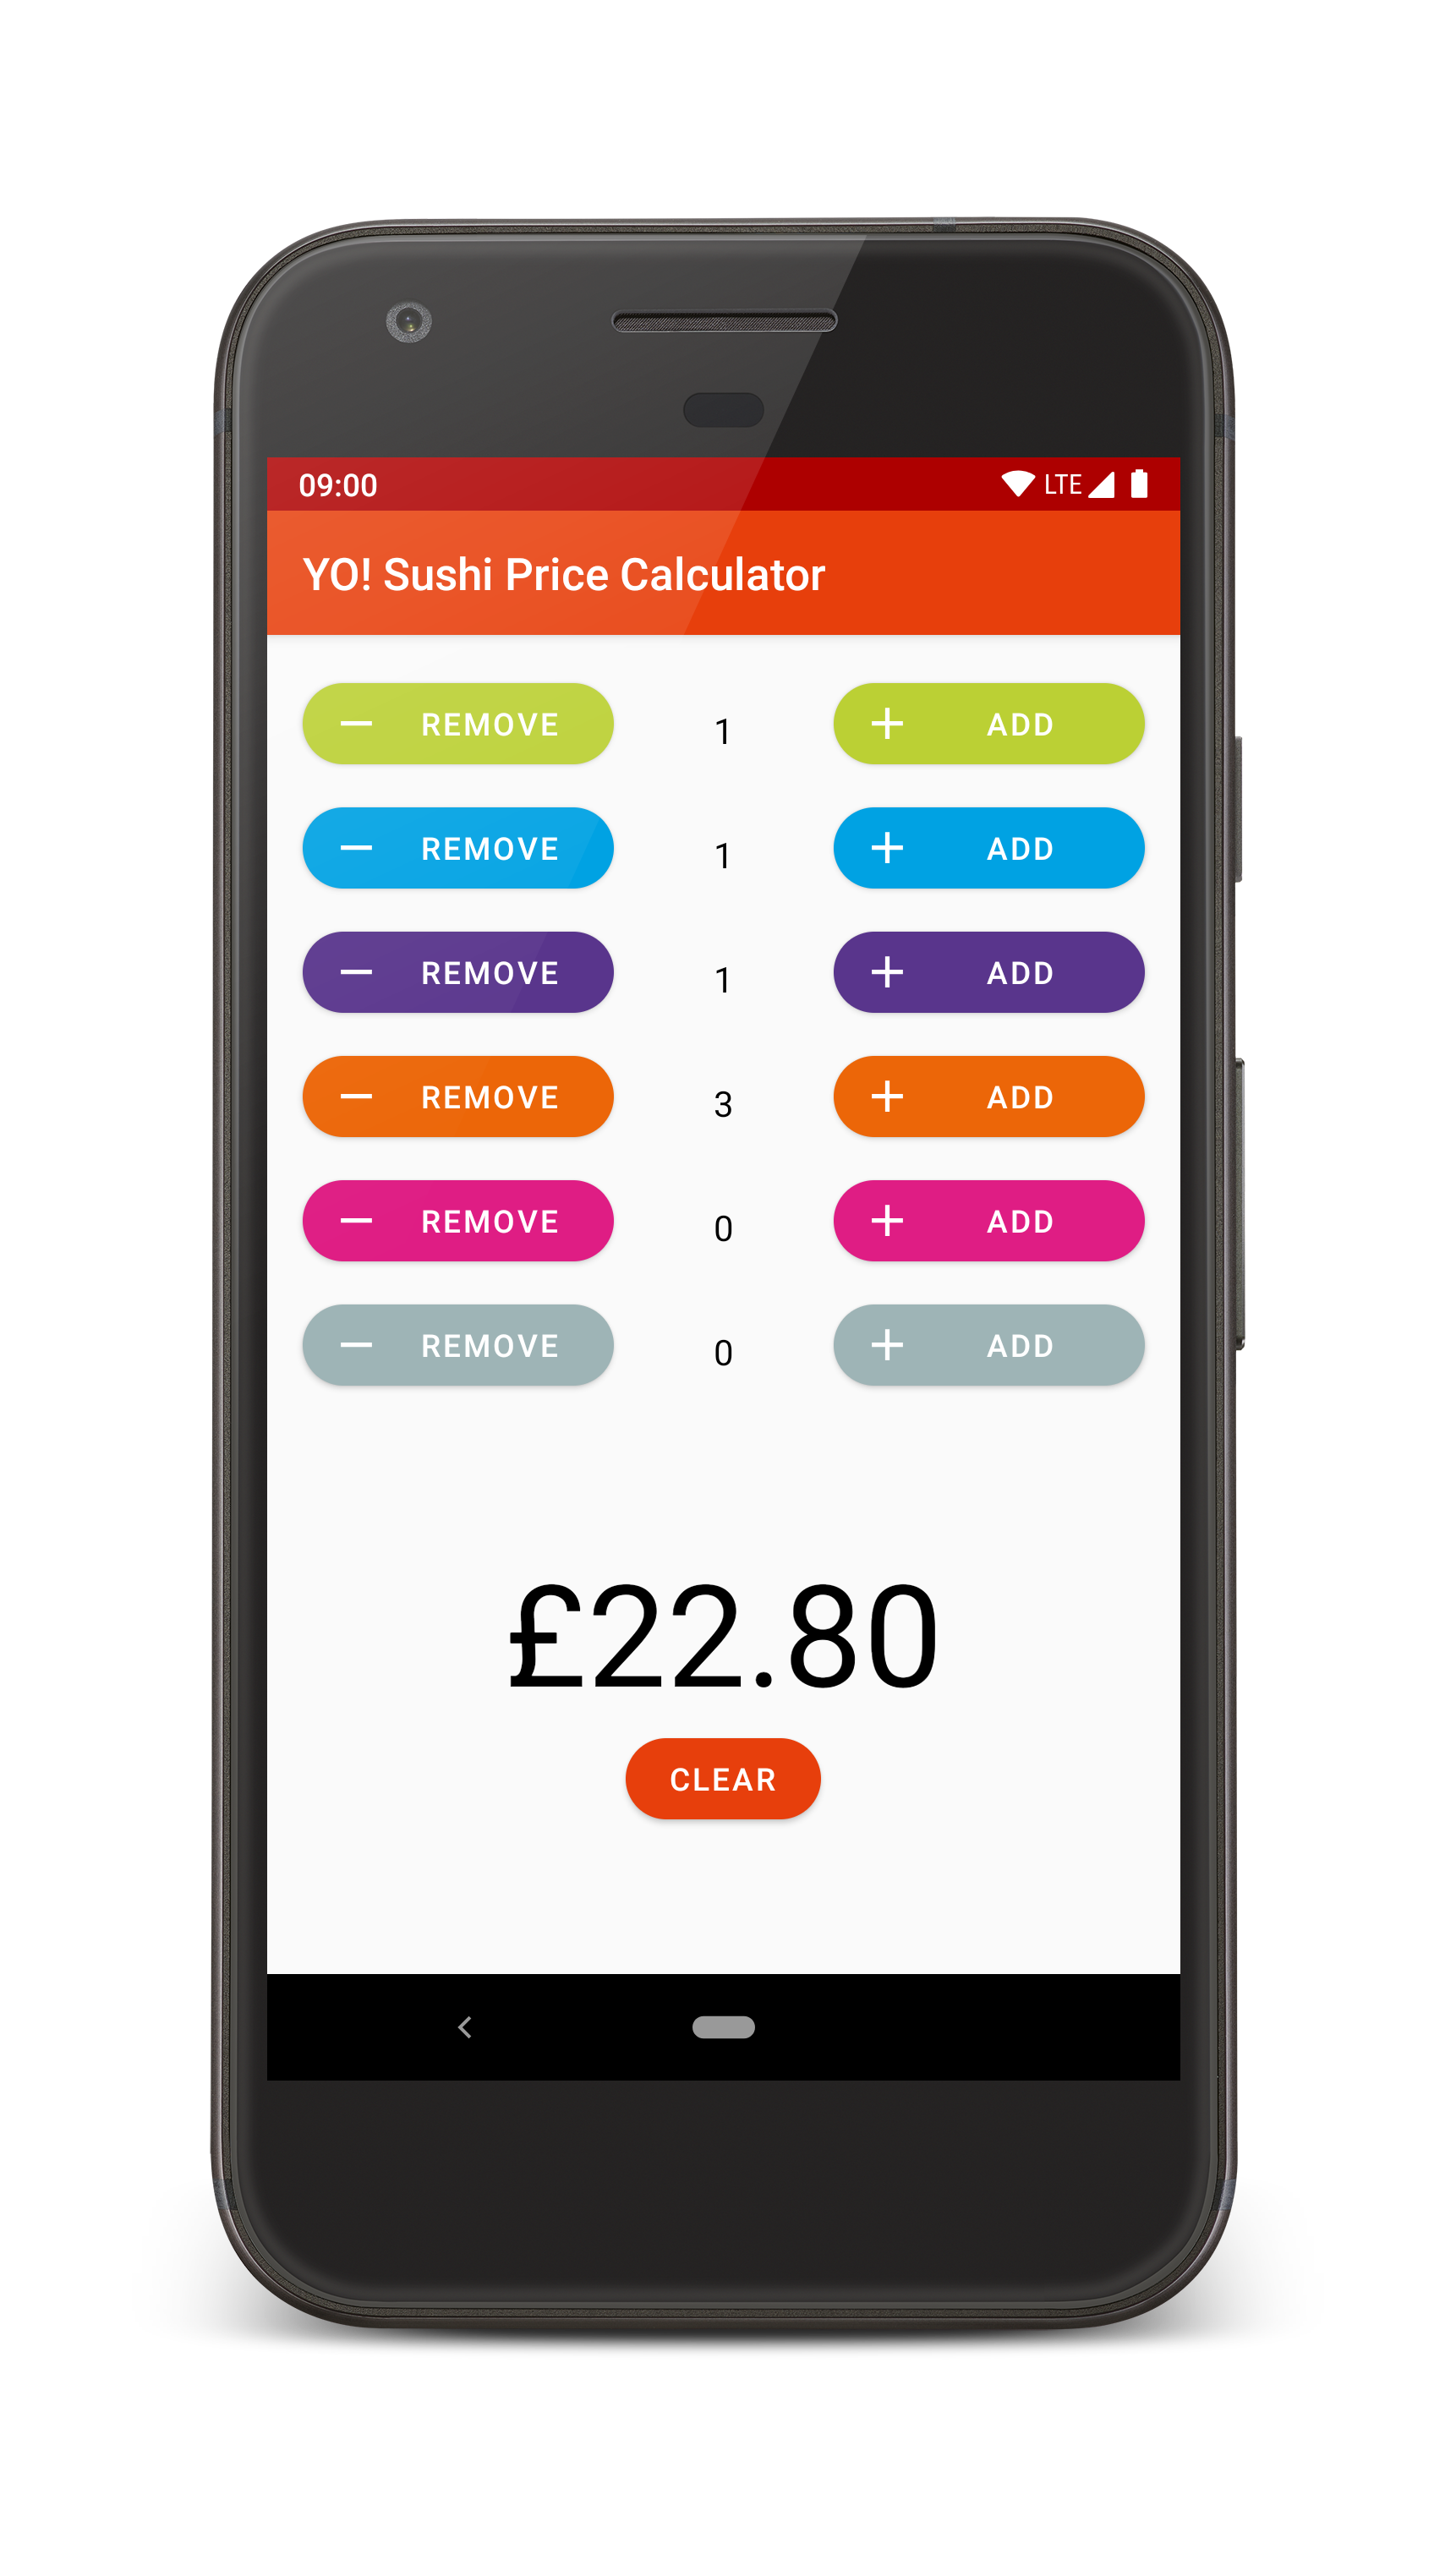 09:00 LTE
YO! Sushi Price Calculator
REMOVE 1 ADD
REMOVE 1 ADD
REMOVE 1 ADD
REMOVE 3 ADD
REMOVE 0 ADD
REMOVE 0 ADD
£22.80
CLEAR